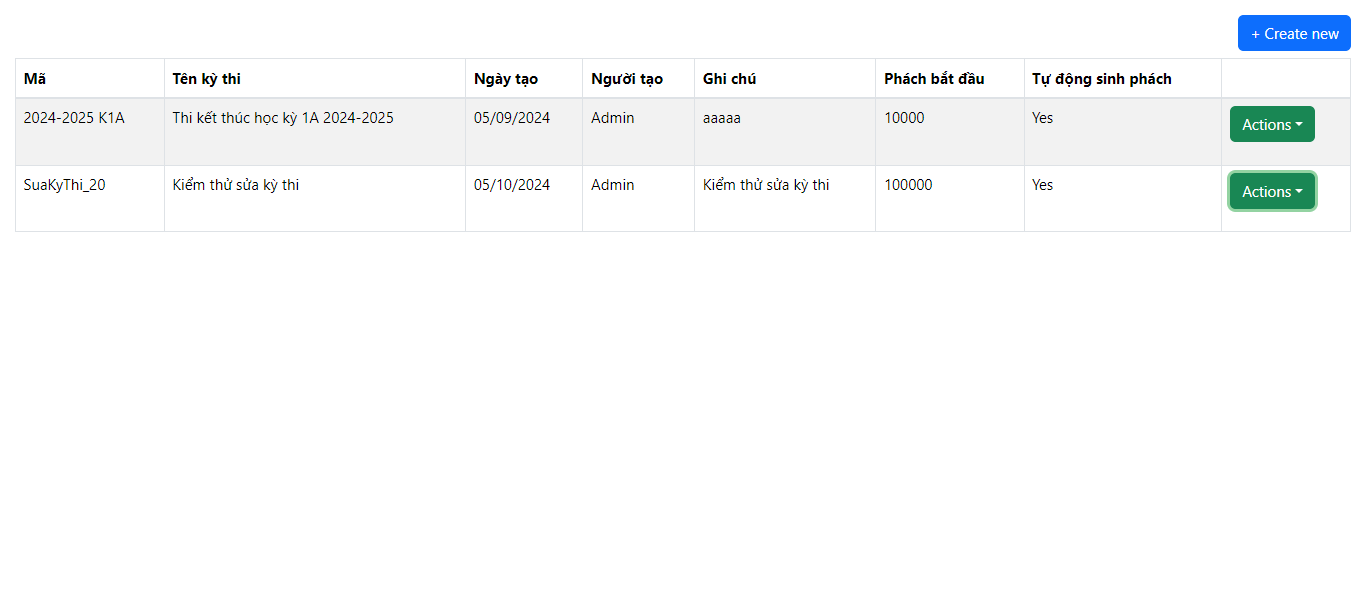 + Create new
Mã Tên kỳ thi Ngày tạo Người tạo Ghi chú Phách bắt đầu Tự động sinh phách
2024-2025 K1A Thi kết thúc học kỳ 1A 2024-2025 05/09/2024 Admin aaaaa 10000 Yes Actions
SuaKyThi_20 Kiểm thử sửa kỳ thi 05/10/2024 Admin Kiểm thử sửa kỳ thi 100000 Yes Actions